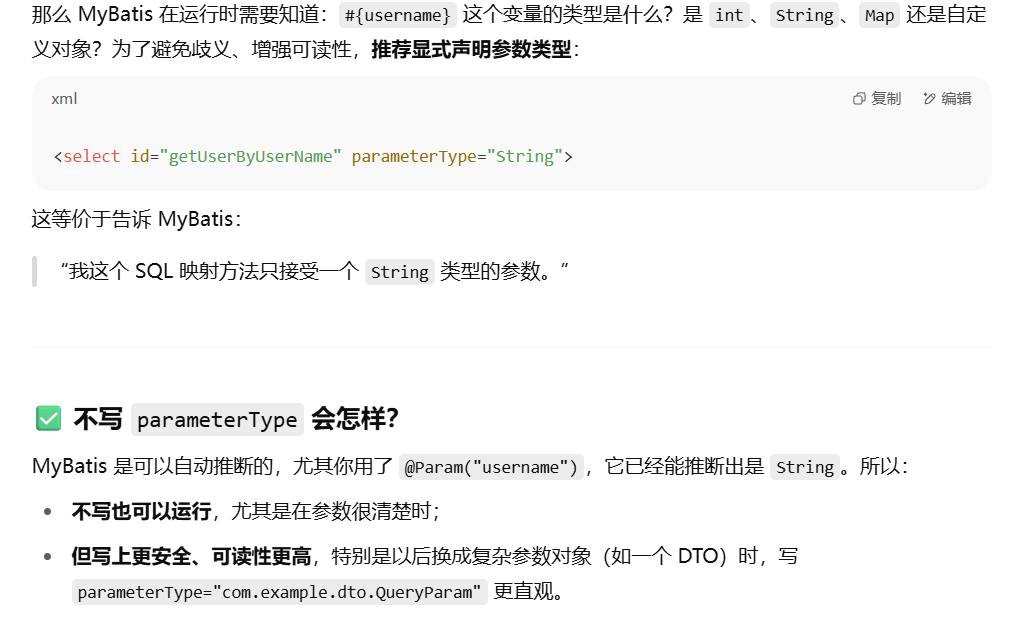 那么 MyBatis 在运行时需要知道： #{username} 这个变量的类型是什么？是 int、 String、 Map 还是自定
义对象？为了避免歧义、增强可读性，推荐显式声明参数类型：
xml 复制 编辑
<select id="getUserByUserName" parameterType="String">
这等价于告诉 MyBatis：
“我这个 SQL 映射方法只接受一个 String 类型的参数。”
✅ 不写 parameterType 会怎样？
MyBatis 是可以自动推断的，尤其你用了 @Param("username")，它已经能推断出是 String。所以：
• 不写也可以运行，尤其是在参数很清楚时；
• 但写上更安全、可读性更高，特别是以后换成复杂参数对象（如一个 DTO）时，写
parameterType="com.example.dto.QueryParam" 更直观。